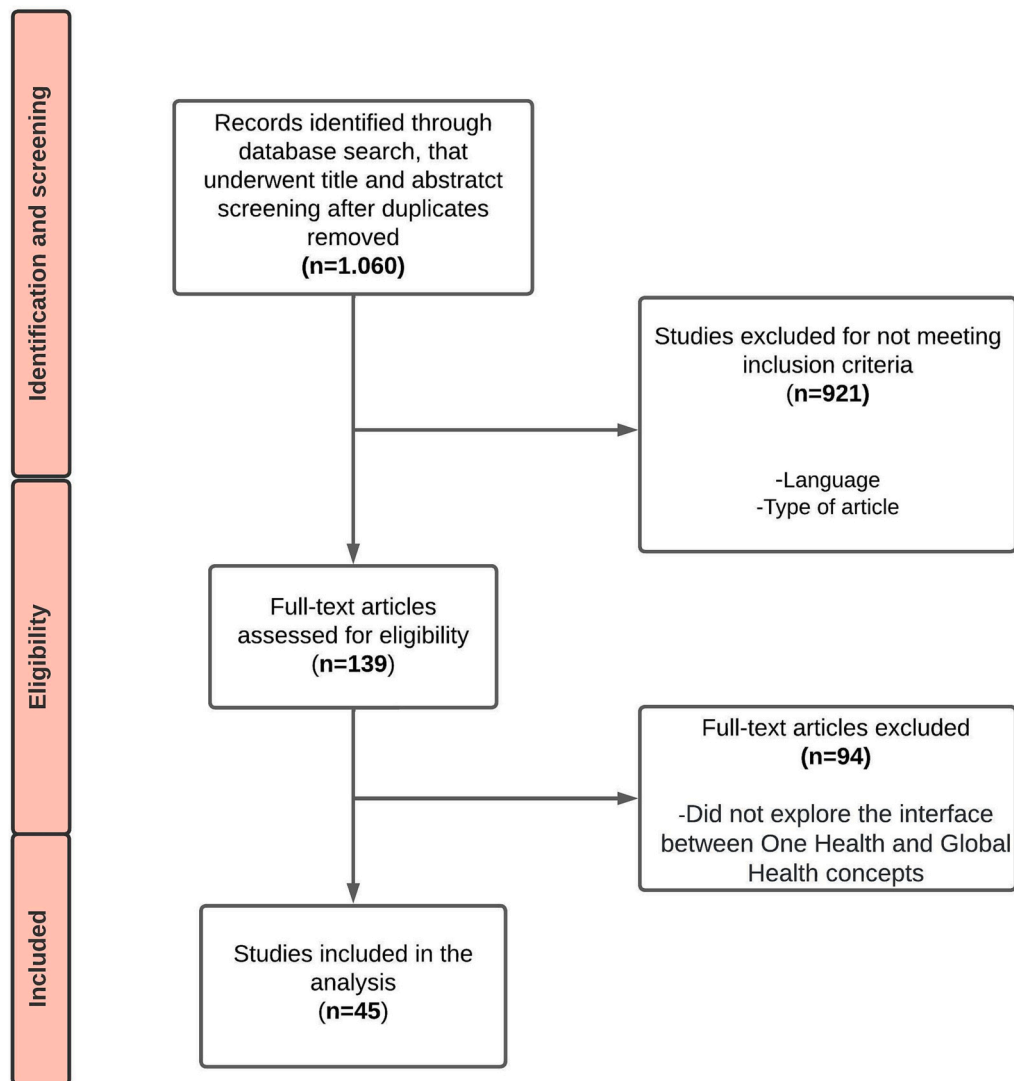 Identification and screening
Records identified through
database search, that
underwent title and abstratct
screening after duplicates
removed
(n=1.060)
Studies excluded for not meeting
inclusion criteria
(n=921)
-Language
-Type of article
Eligibility
Full-text articles
assessed for eligibility
(n=139)
Full-text articles excluded
(n=94)
-Did not explore the interface
between One Health and Global
Health concepts
Included
Studies included in the
analysis
(n=45)